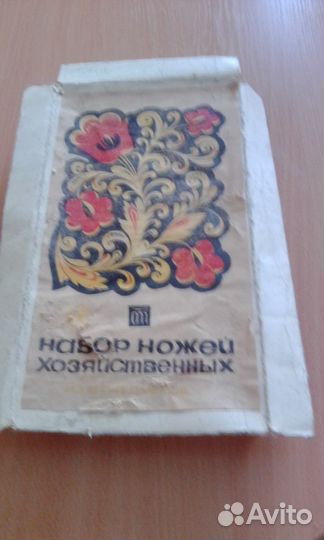 набор ножей
хозяйственных
Avito